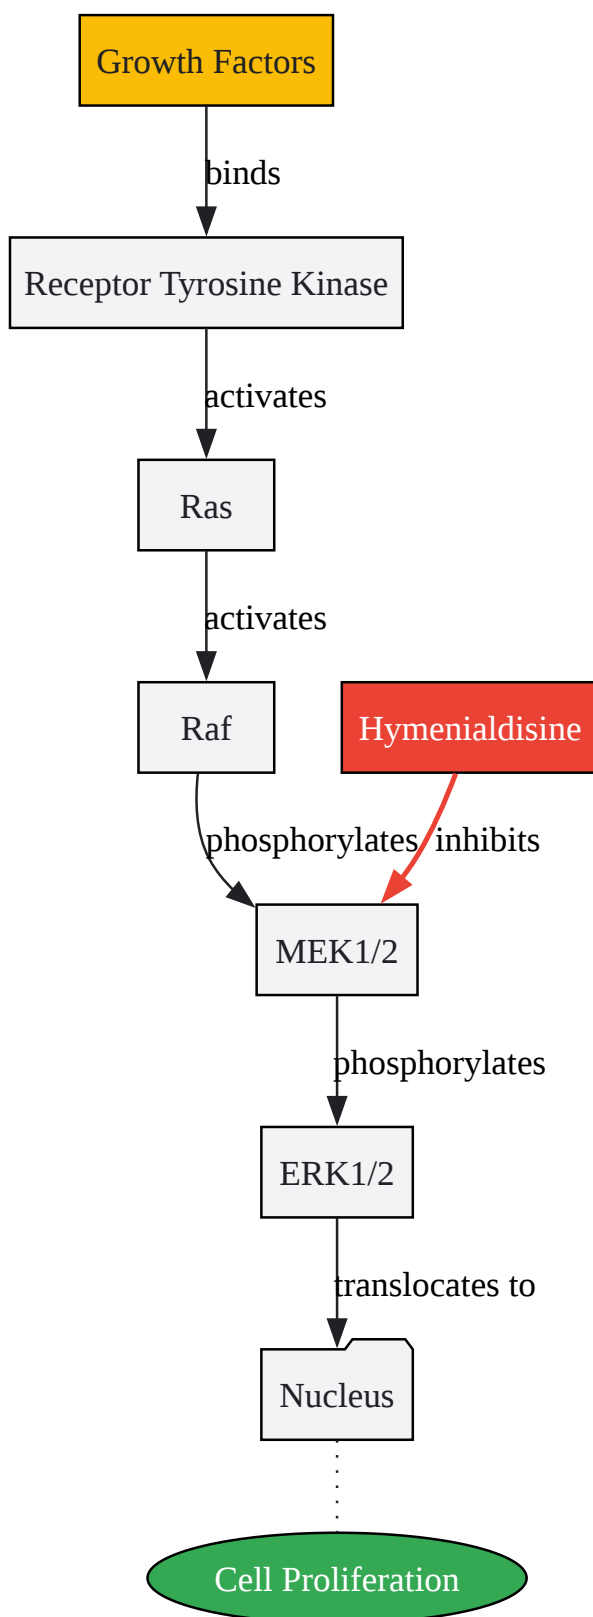 Growth Factors
binds
Receptor Tyrosine Kinase
activates
Ras
activates
Raf
Hymenialdisine
phosphorylates
inhibits
MEK1/2
phosphorylates
ERK1/2
translocates to
Nucleus
Cell Proliferation